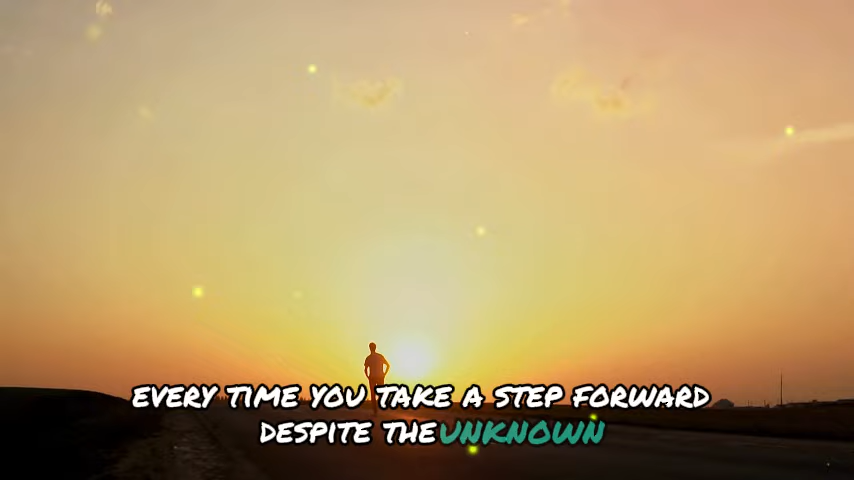 EVERY TIME YOU TAKE A STEP FORWARD
DESPITE THE UNKNOWN